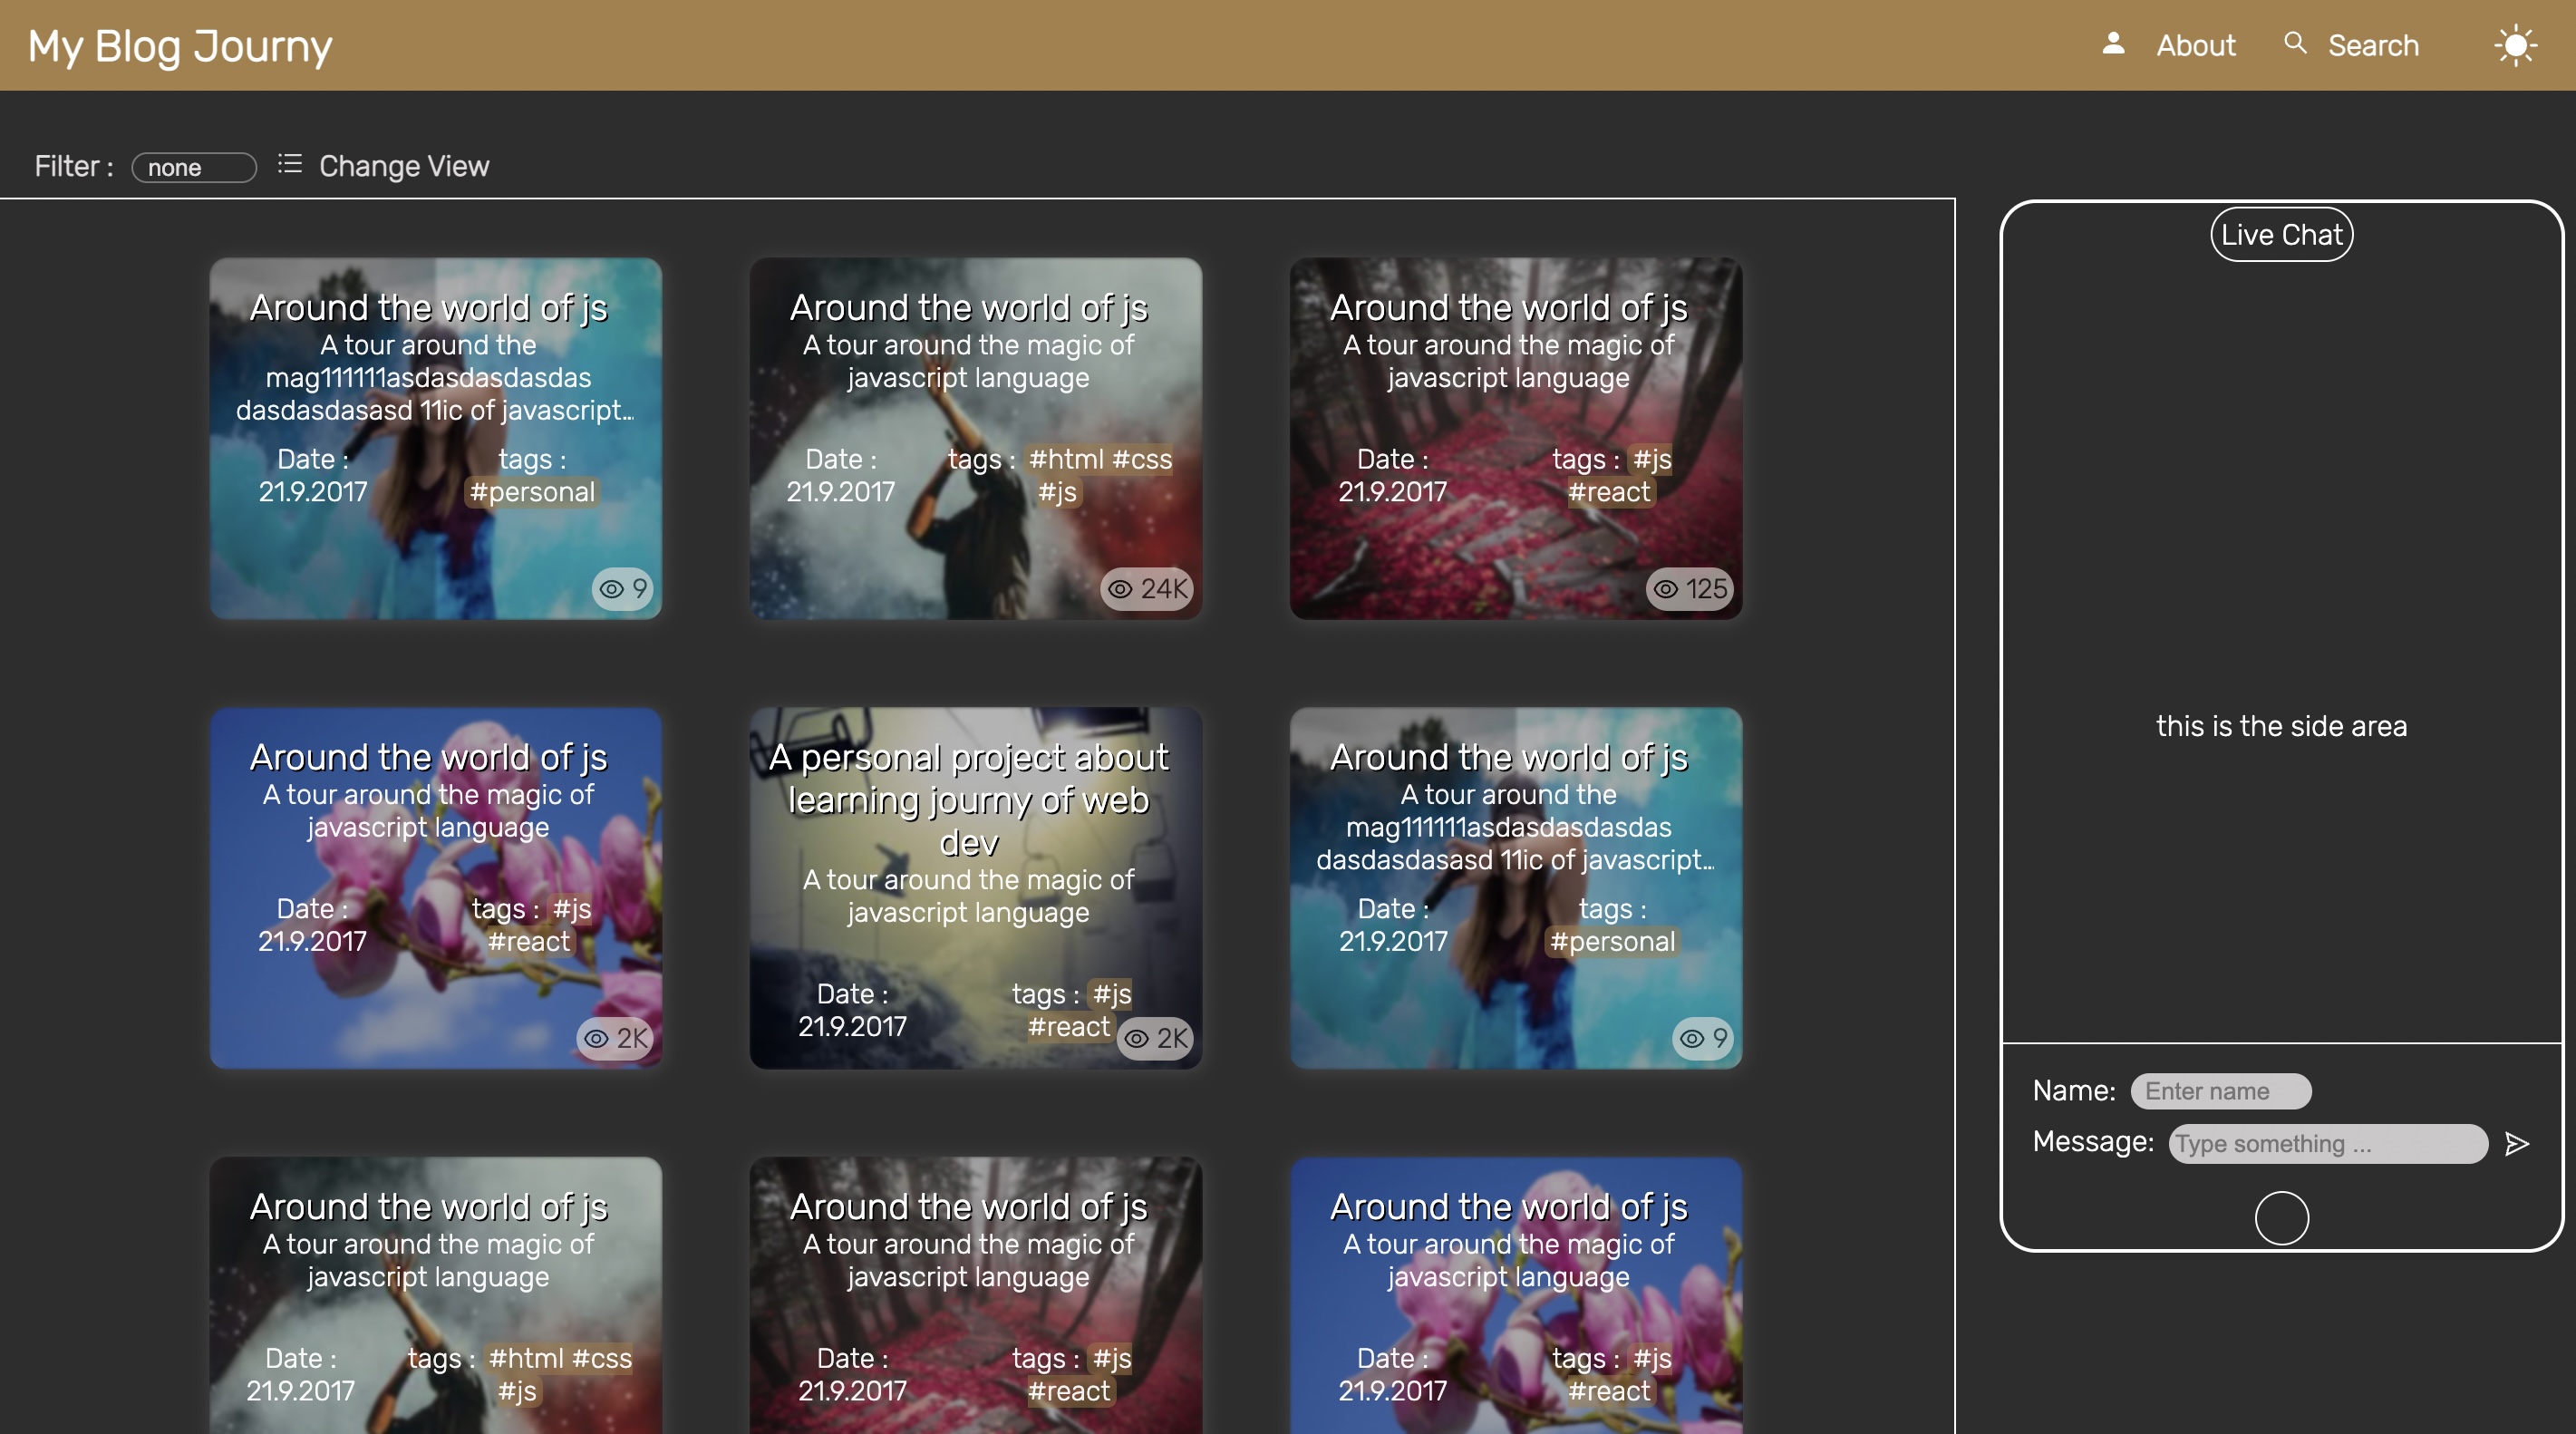 My Blog Journy
About
Search
Filter :
none
Change View
Around the world of js
A tour around the
mag111111asdasdasdasdas
dasdasdasasd 11ic of javascript...
Date :
21.9.2017
tags :
#personal
9
Around the world of js
A tour around the magic of
javascript language
Date :
21.9.2017
tags : #html #css
#js
24K
Around the world of js
A tour around the magic of
javascript language
Date :
21.9.2017
tags : #js
#react
125
Around the world of js
A tour around the magic of
javascript language
Date :
21.9.2017
tags : #js
#react
2K
A personal project about
learning journy of web
dev
A tour around the magic of
javascript language
Date :
21.9.2017
tags : #js
#react
2K
Around the world of js
A tour around the
mag111111asdasdasdasdas
dasdasdasasd 11ic of javascript...
Date :
21.9.2017
tags :
#personal
9
Around the world of js
A tour around the magic of
javascript language
Date :
21.9.2017
tags : #html #css
#js
Around the world of js
A tour around the magic of
javascript language
Date :
21.9.2017
tags : #js
#react
Around the world of js
A tour around the magic of
javascript language
Date :
21.9.2017
tags : #js
#react
Live Chat
this is the side area
Name: Enter name
Message: Type something ...